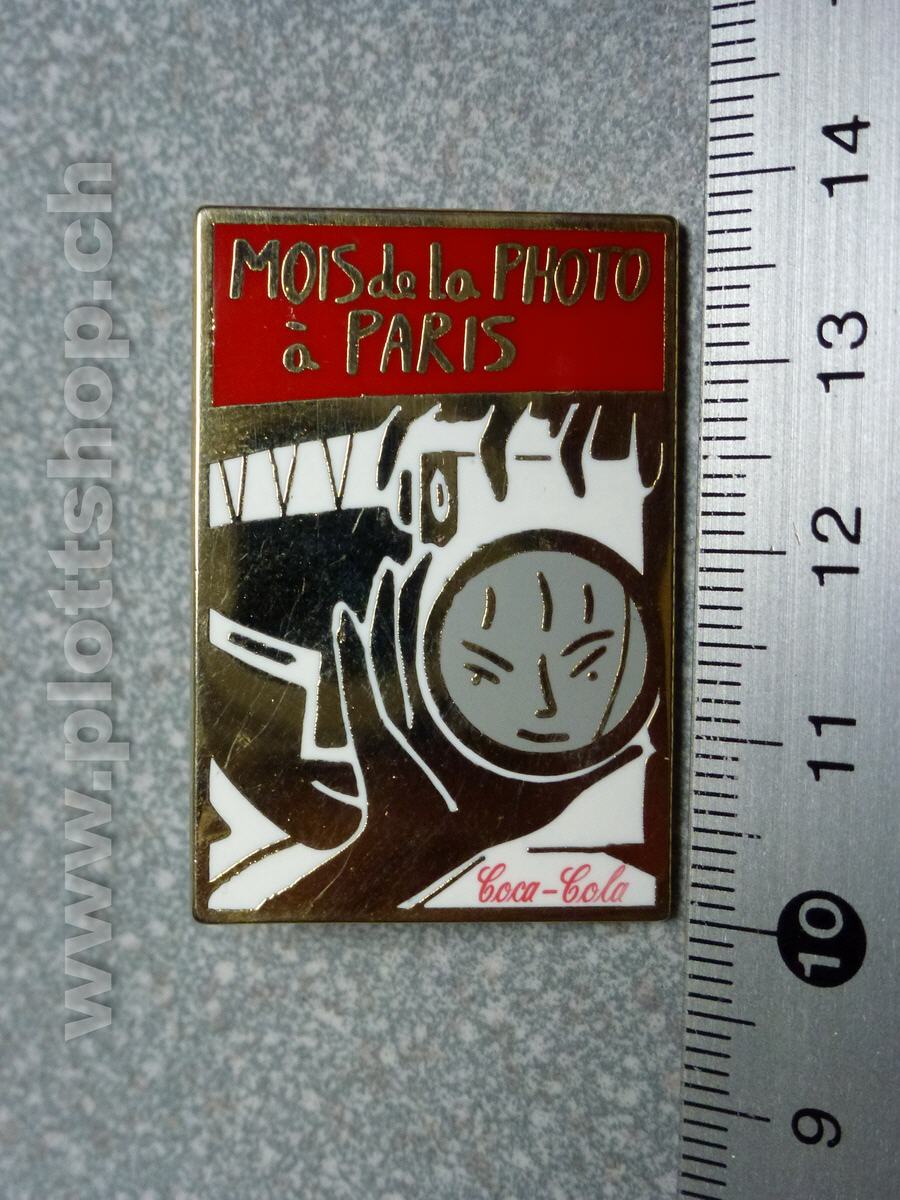 MOIS de la PHOTO
à PARIS
Coca-Cola
www.plottshop.ch
14
13
12
11
10
9